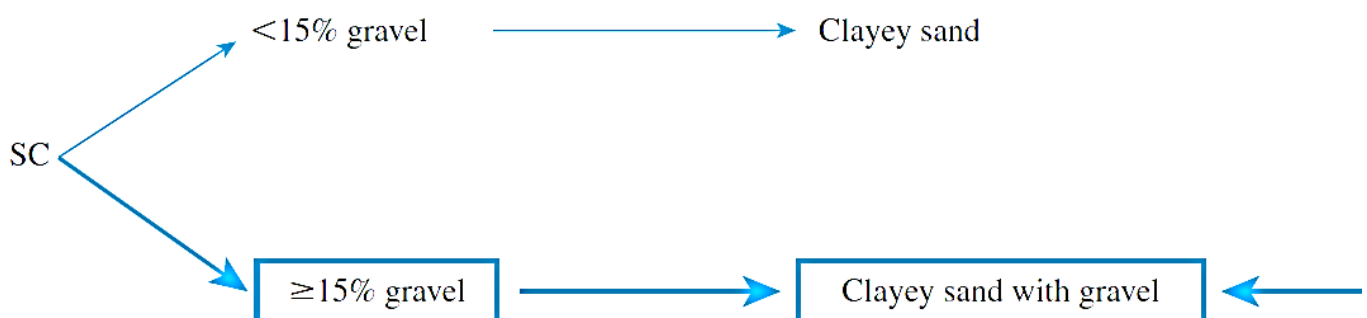 <15% gravel
Clayey sand
SC
≥15% gravel
Clayey sand with gravel